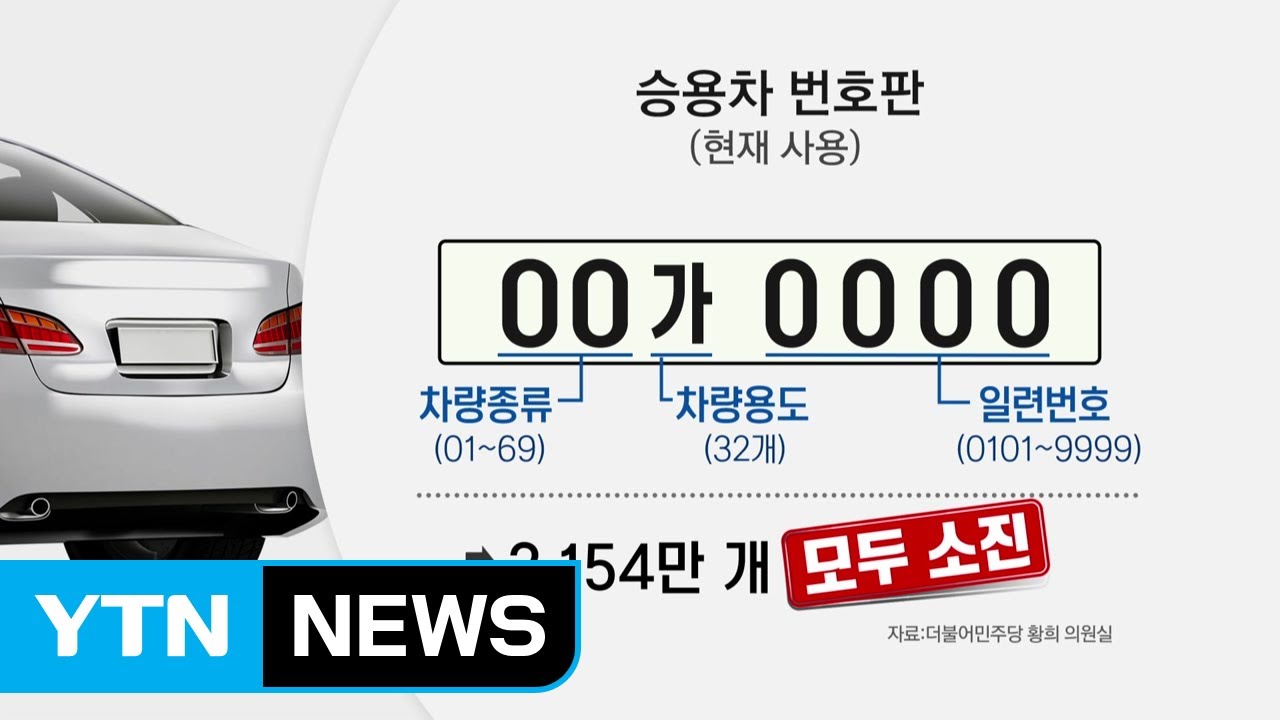 승용차 번호판
(현재 사용)
00가 0000
차량종류 차량용도 일련번호
(01~69) (32개) (0101~9999)
154만 개 모두 소진
자료:더불어민주당 황희 의원실
YTN NEWS